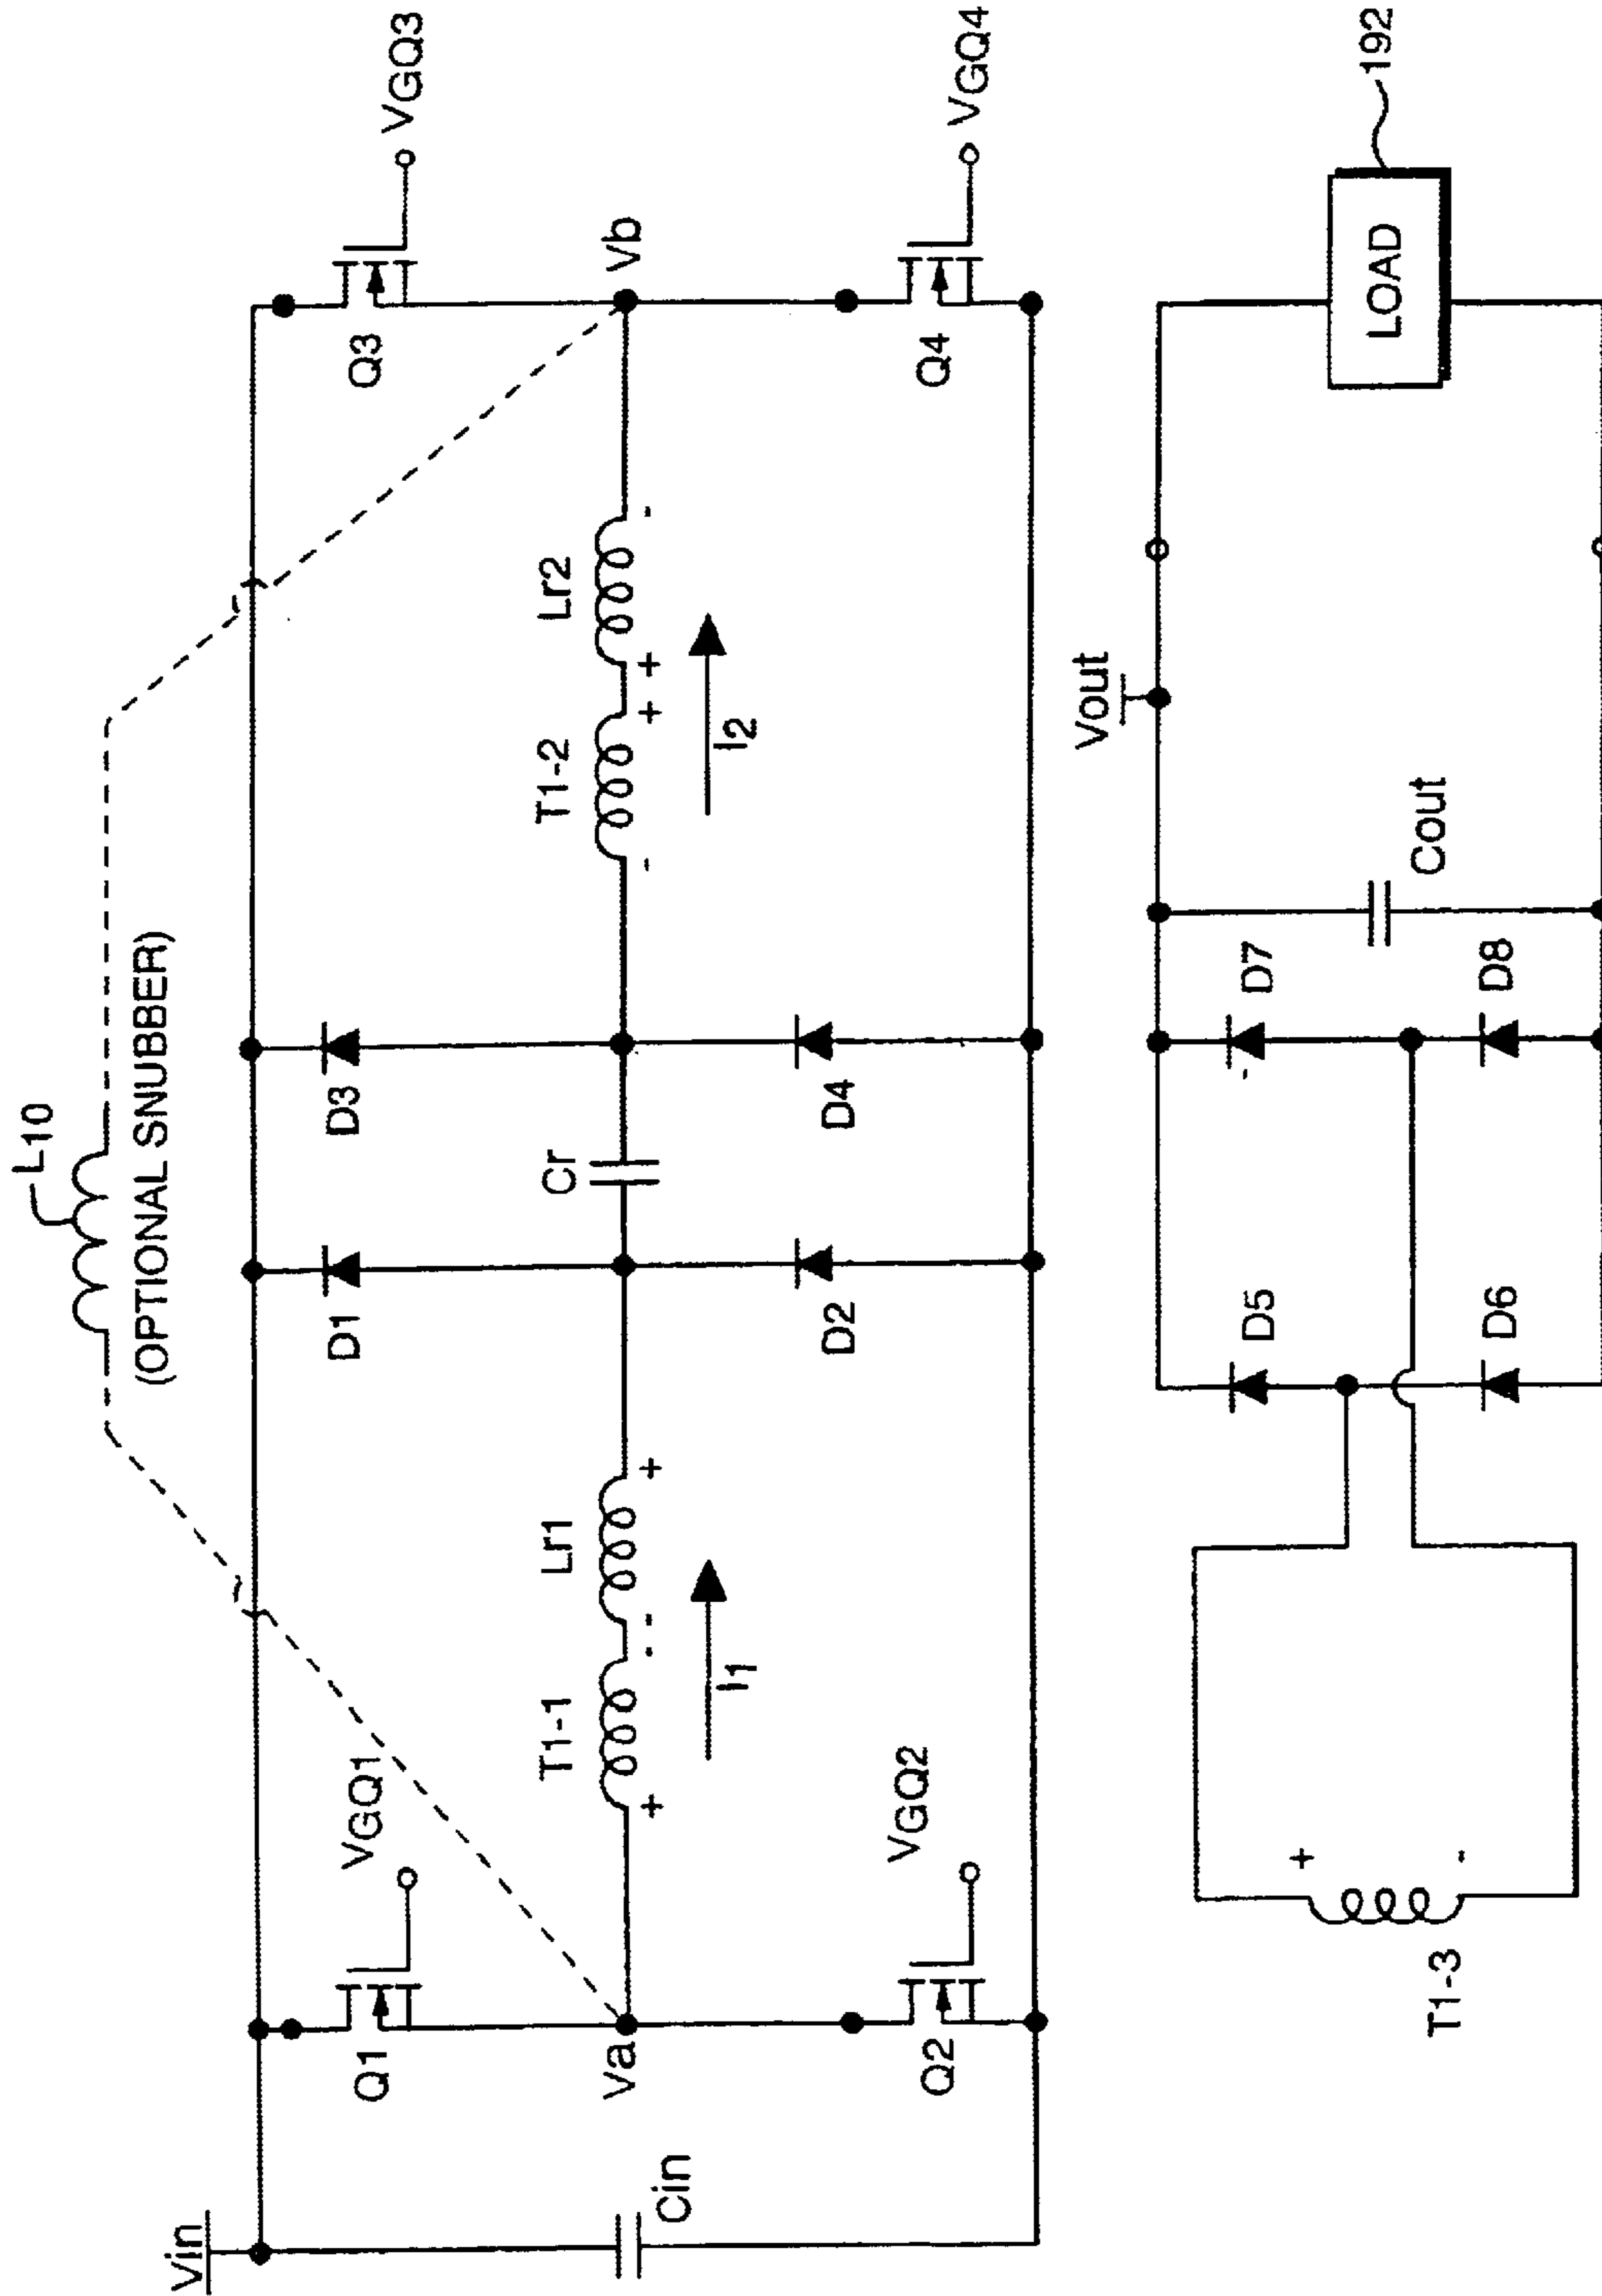 L10
(OPTIONAL SNUBBER)
Vin
Cin
Q1
VGQ1
Va
Q2
VGQ2
T1-1
+
-
Lr1
-
+
I1
D1
D2
Cr
D3
D4
T1-2
-
+
Lr2
+
-
I2
Q3
VGQ3
Vb
Q4
VGQ4
T1-3
+
-
D5
D6
D7
D8
Cout
Vout
LOAD
192